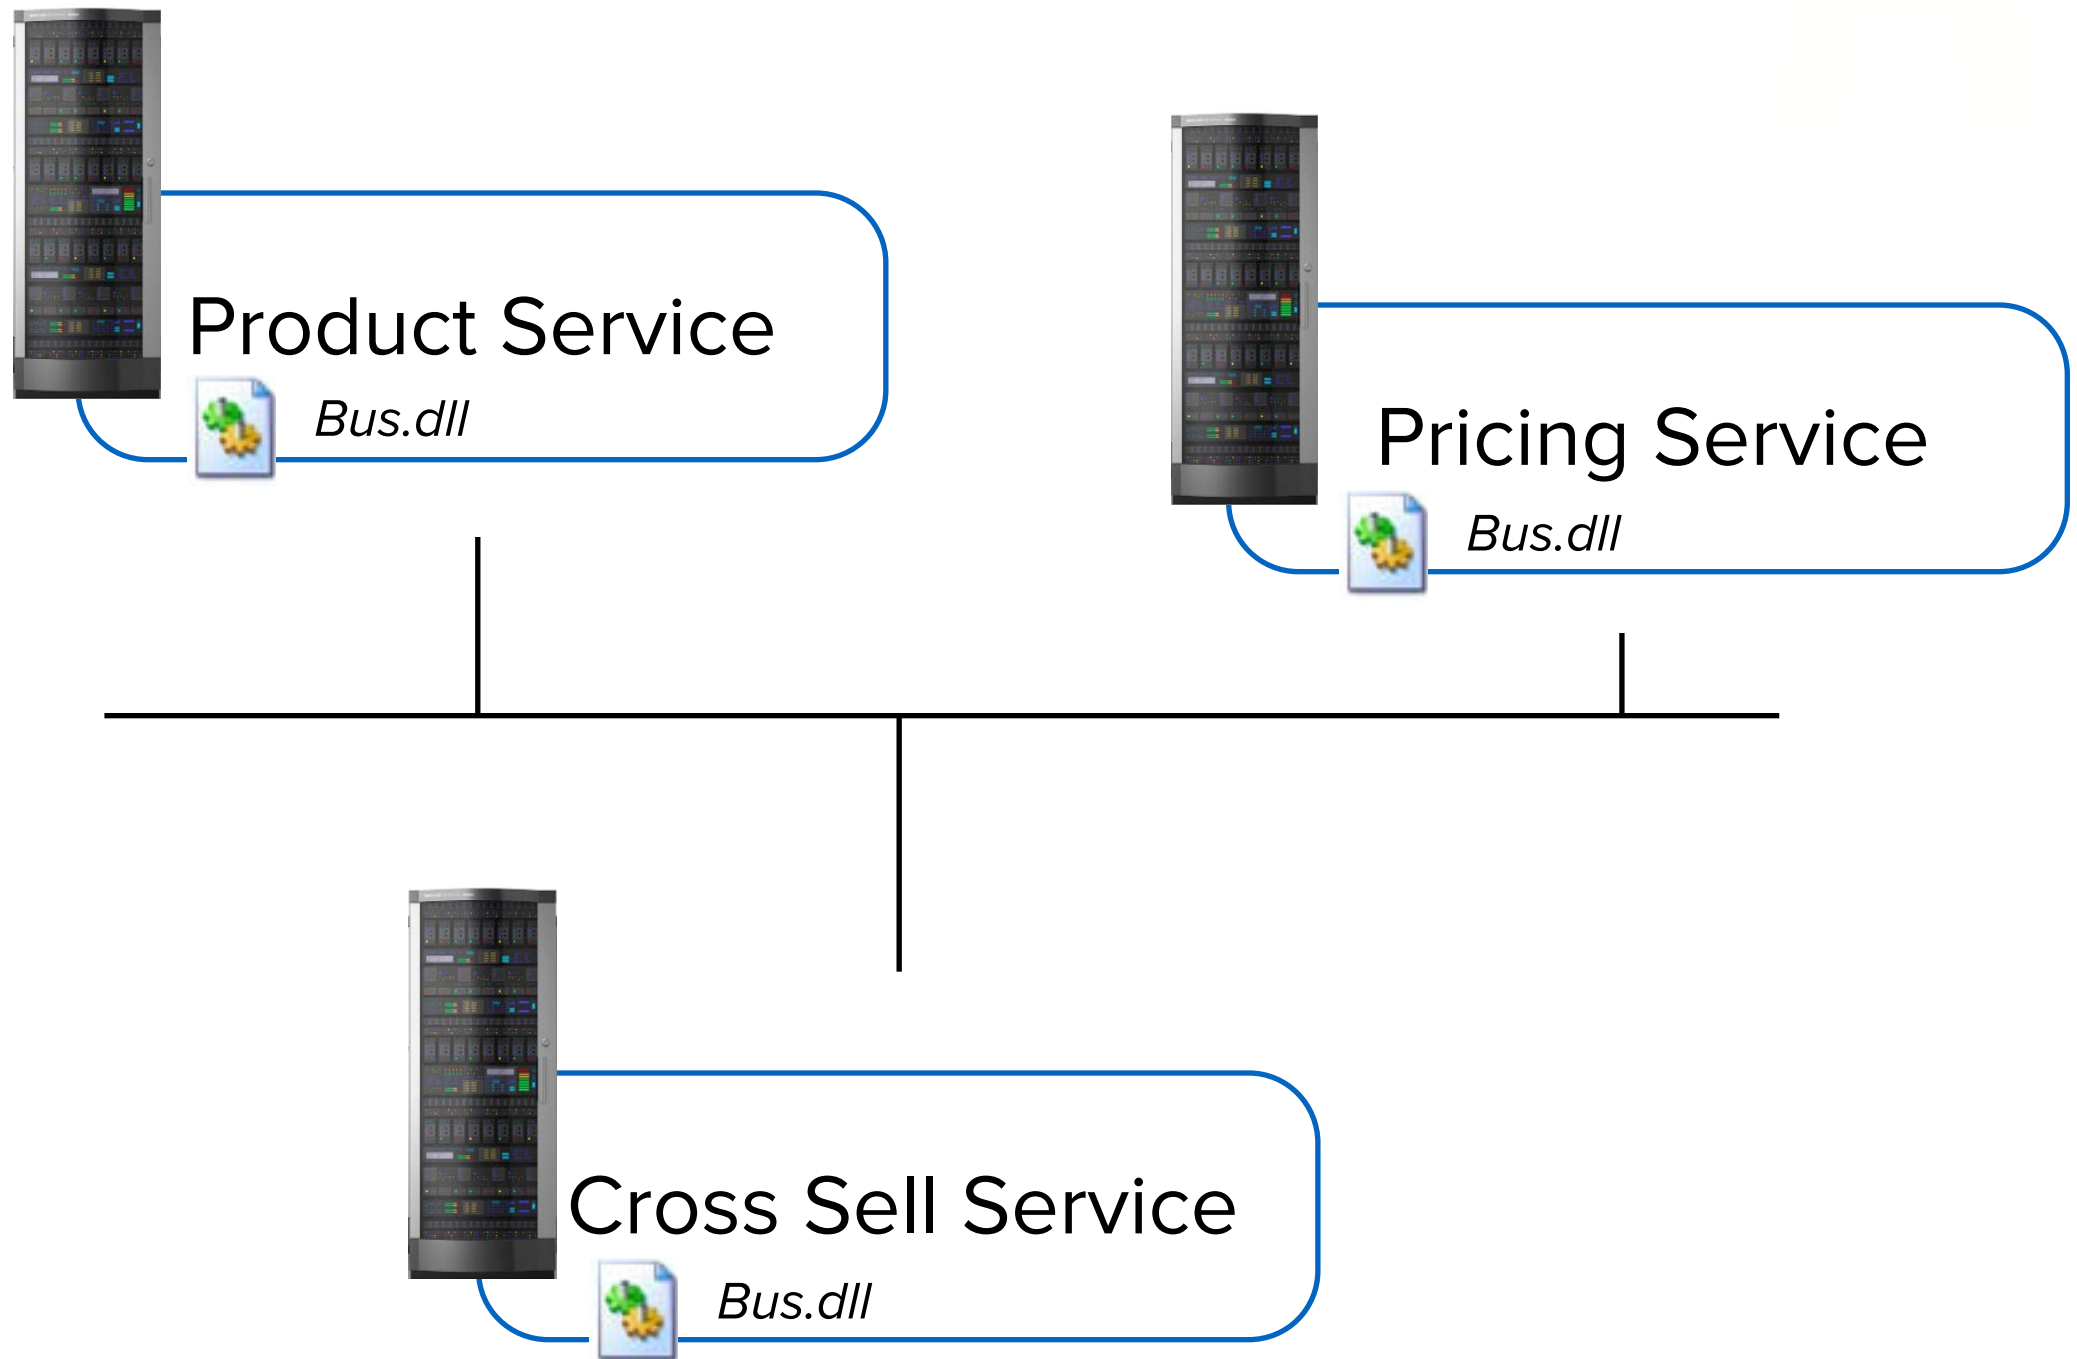 Product Service
Bus.dll
Pricing Service
Bus.dll
Cross Sell Service
Bus.dll